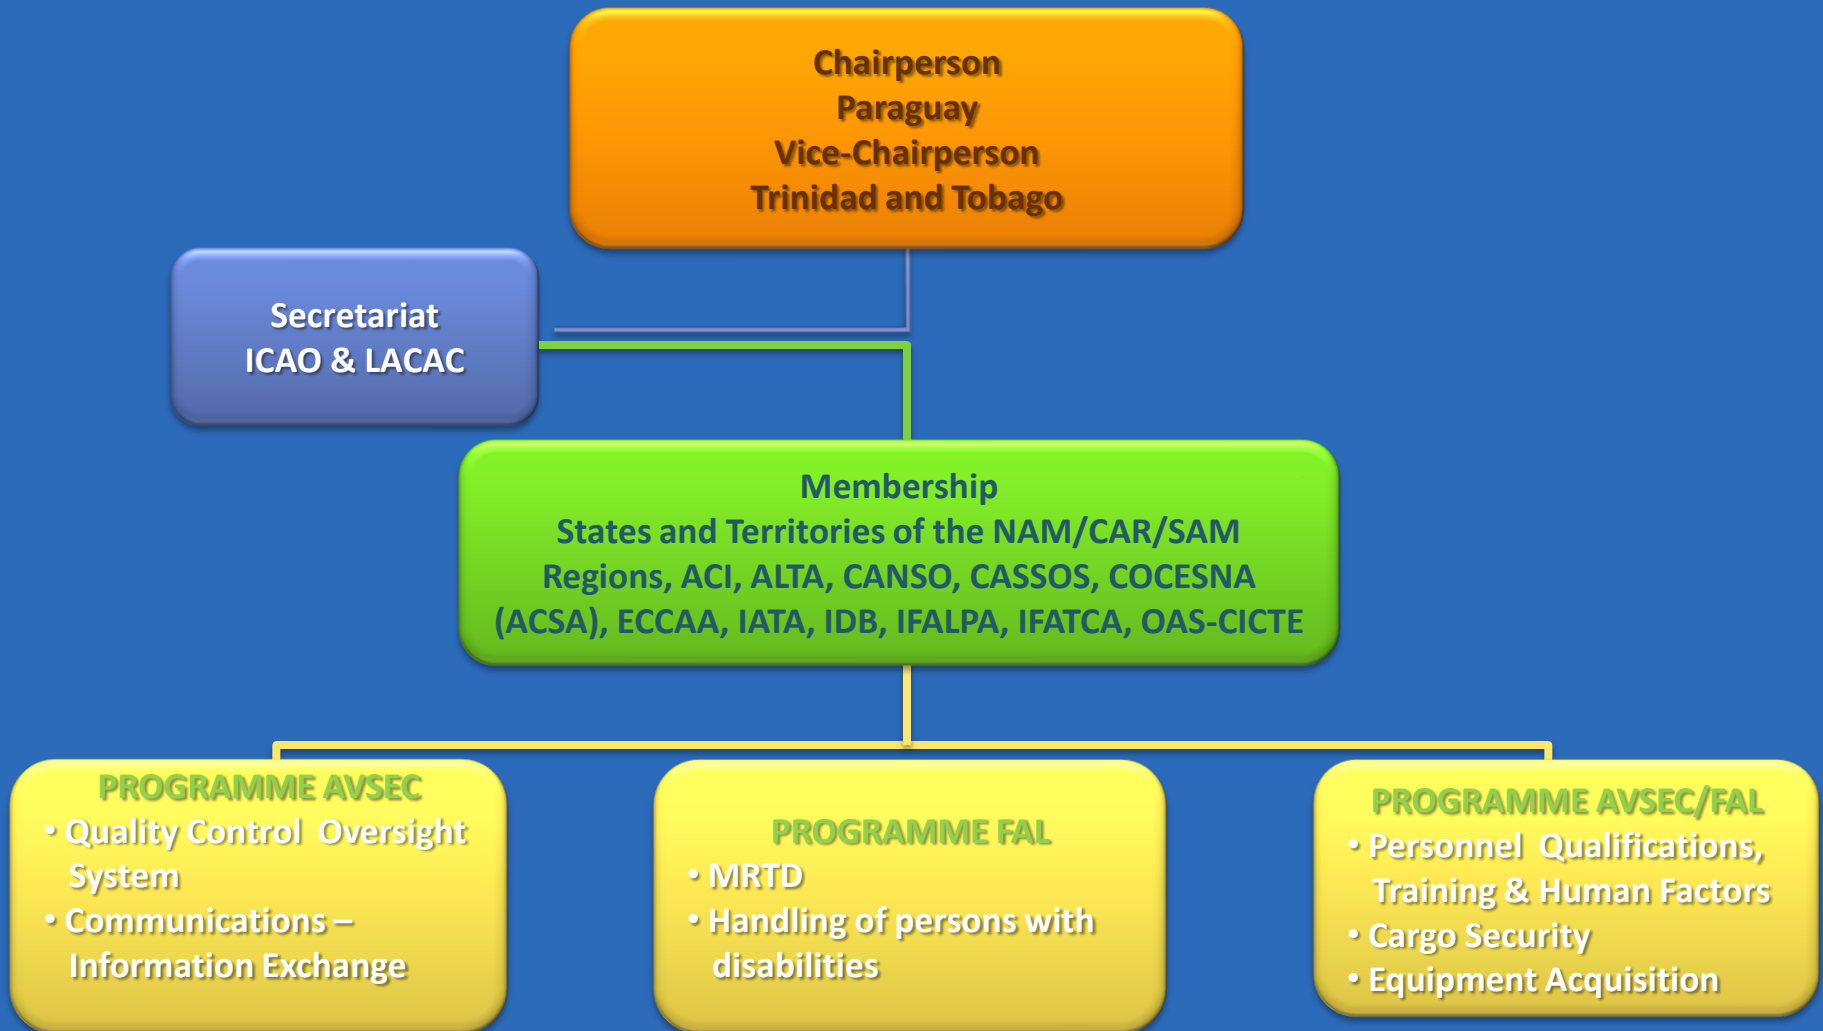 Chairperson
Paraguay
Vice-Chairperson
Trinidad and Tobago
Secretariat
ICAO & LACAC
Membership
States and Territories of the NAM/CAR/SAM
Regions, ACI, ALTA, CANSO, CASSOS, COCESNA
(ACSA), ECCAA, IATA, IDB, IFALPA, IFATCA, OAS-CICTE
PROGRAMME AVSEC
• Quality Control Oversight
System
• Communications –
Information Exchange
PROGRAMME FAL
• MRTD
• Handling of persons with
disabilities
PROGRAMME AVSEC/FAL
• Personnel Qualifications,
Training & Human Factors
• Cargo Security
• Equipment Acquisition